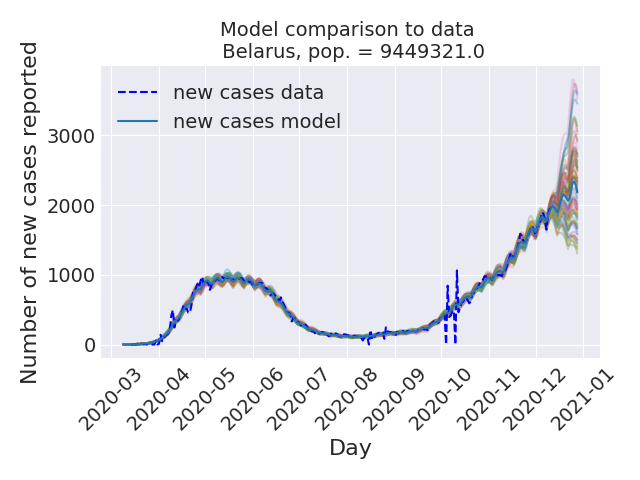 Model comparison to data
Belarus, pop. = 9449321.0
Number of new cases reported
new cases data
new cases model
3000
2000
1000
0
2020-03
2020-04
2020-05
2020-06
2020-07
2020-08
2020-09
2020-10
2020-11
2020-12
2021-01
Day